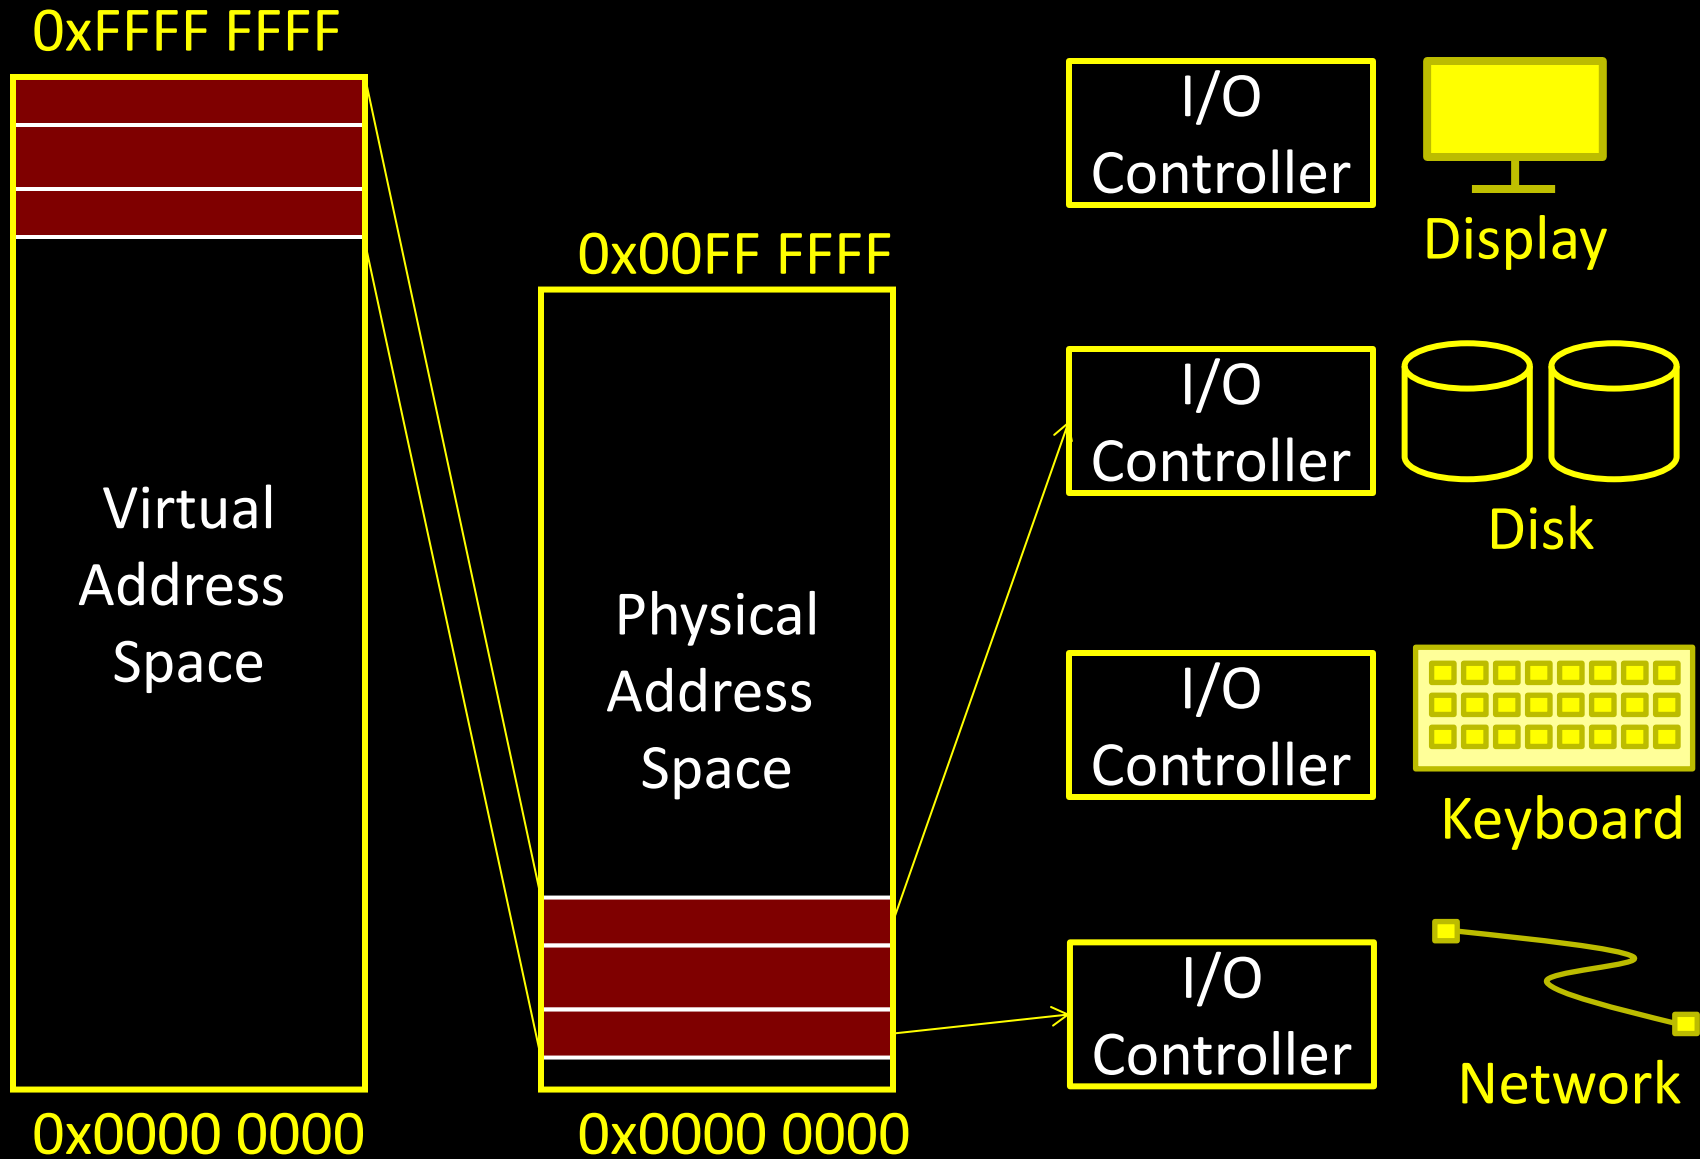 0xFFFF FFFF
Virtual
Address
Space
0x0000 0000
0x00FF FFFF
Physical
Address
Space
0x0000 0000
I/O
Controller
Display
I/O
Controller
Disk
I/O
Controller
Keyboard
I/O
Controller
Network